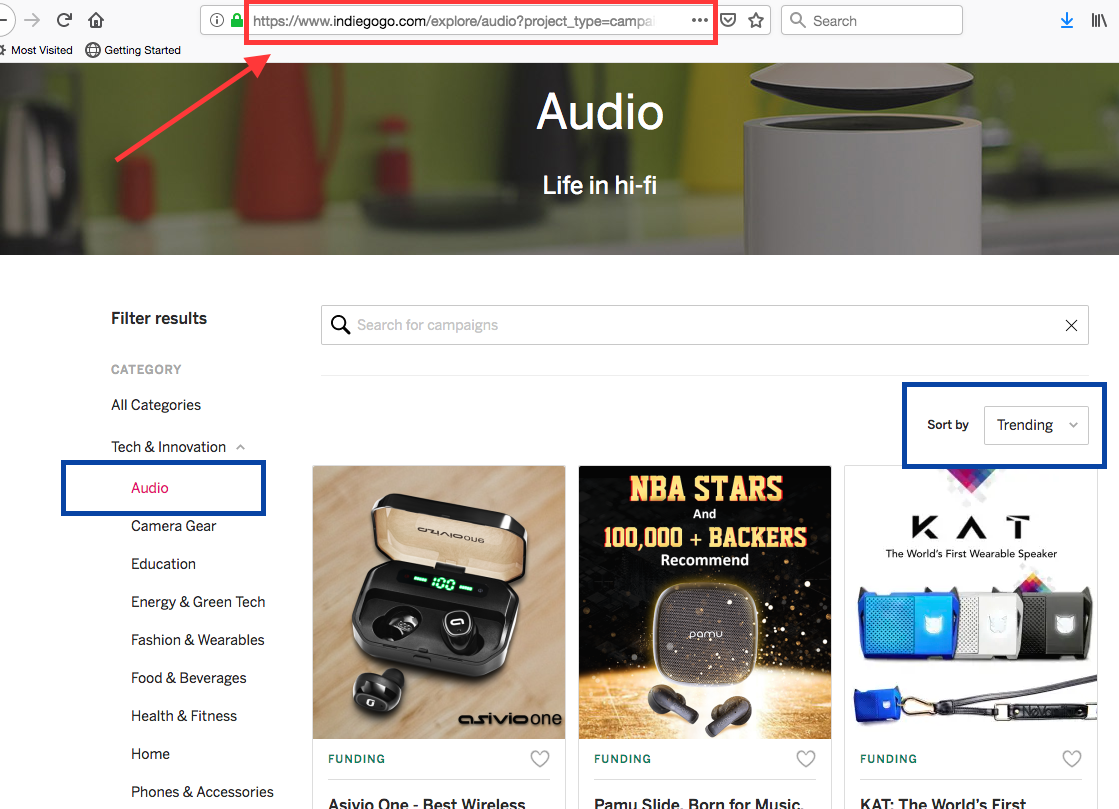 https://www.indiegogo.com/explore/audio?project_type=campai
Search
Most Visited
Getting Started
Audio
Life in hi-fi
Filter results
Search for campaigns
CATEGORY
All Categories
Sort by
Trending
Tech & Innovation
Audio
Camera Gear
Education
Energy & Green Tech
Fashion & Wearables
Food & Beverages
Health & Fitness
Home
Phones & Accessories
asivio one
100
asivio one
FUNDING
Asivio One - Best Wireless
NBA STARS
And
100,000 + BACKERS
Recommend
PaMu
FUNDING
Pamu Slide, Born for Music,
KAT
The World's First Wearable Speaker
FUNDING
KAT: The World's First